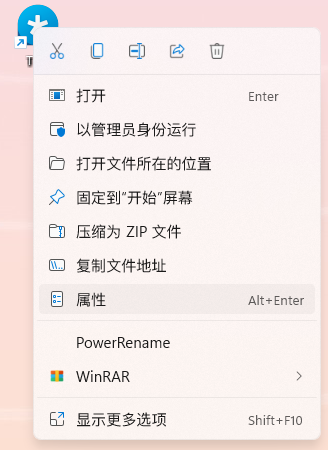 打开 Enter
以管理员身份运行
打开文件所在的位置
固定到"开始"屏幕
压缩为 ZIP 文件
复制文件地址
属性 Alt+Enter
PowerRename
WinRAR
显示更多选项 Shift+F10